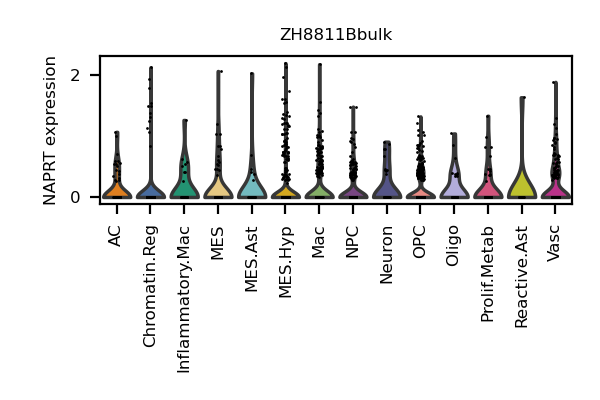 ZH8811Bbulk
NAPRT expression
2
0
AC
Chromatin.Reg
Inflammatory.Mac
MES
MES.Ast
MES.Hyp
Mac
NPC
Neuron
OPC
Oligo
Prolif.Metab
Reactive.Ast
Vasc